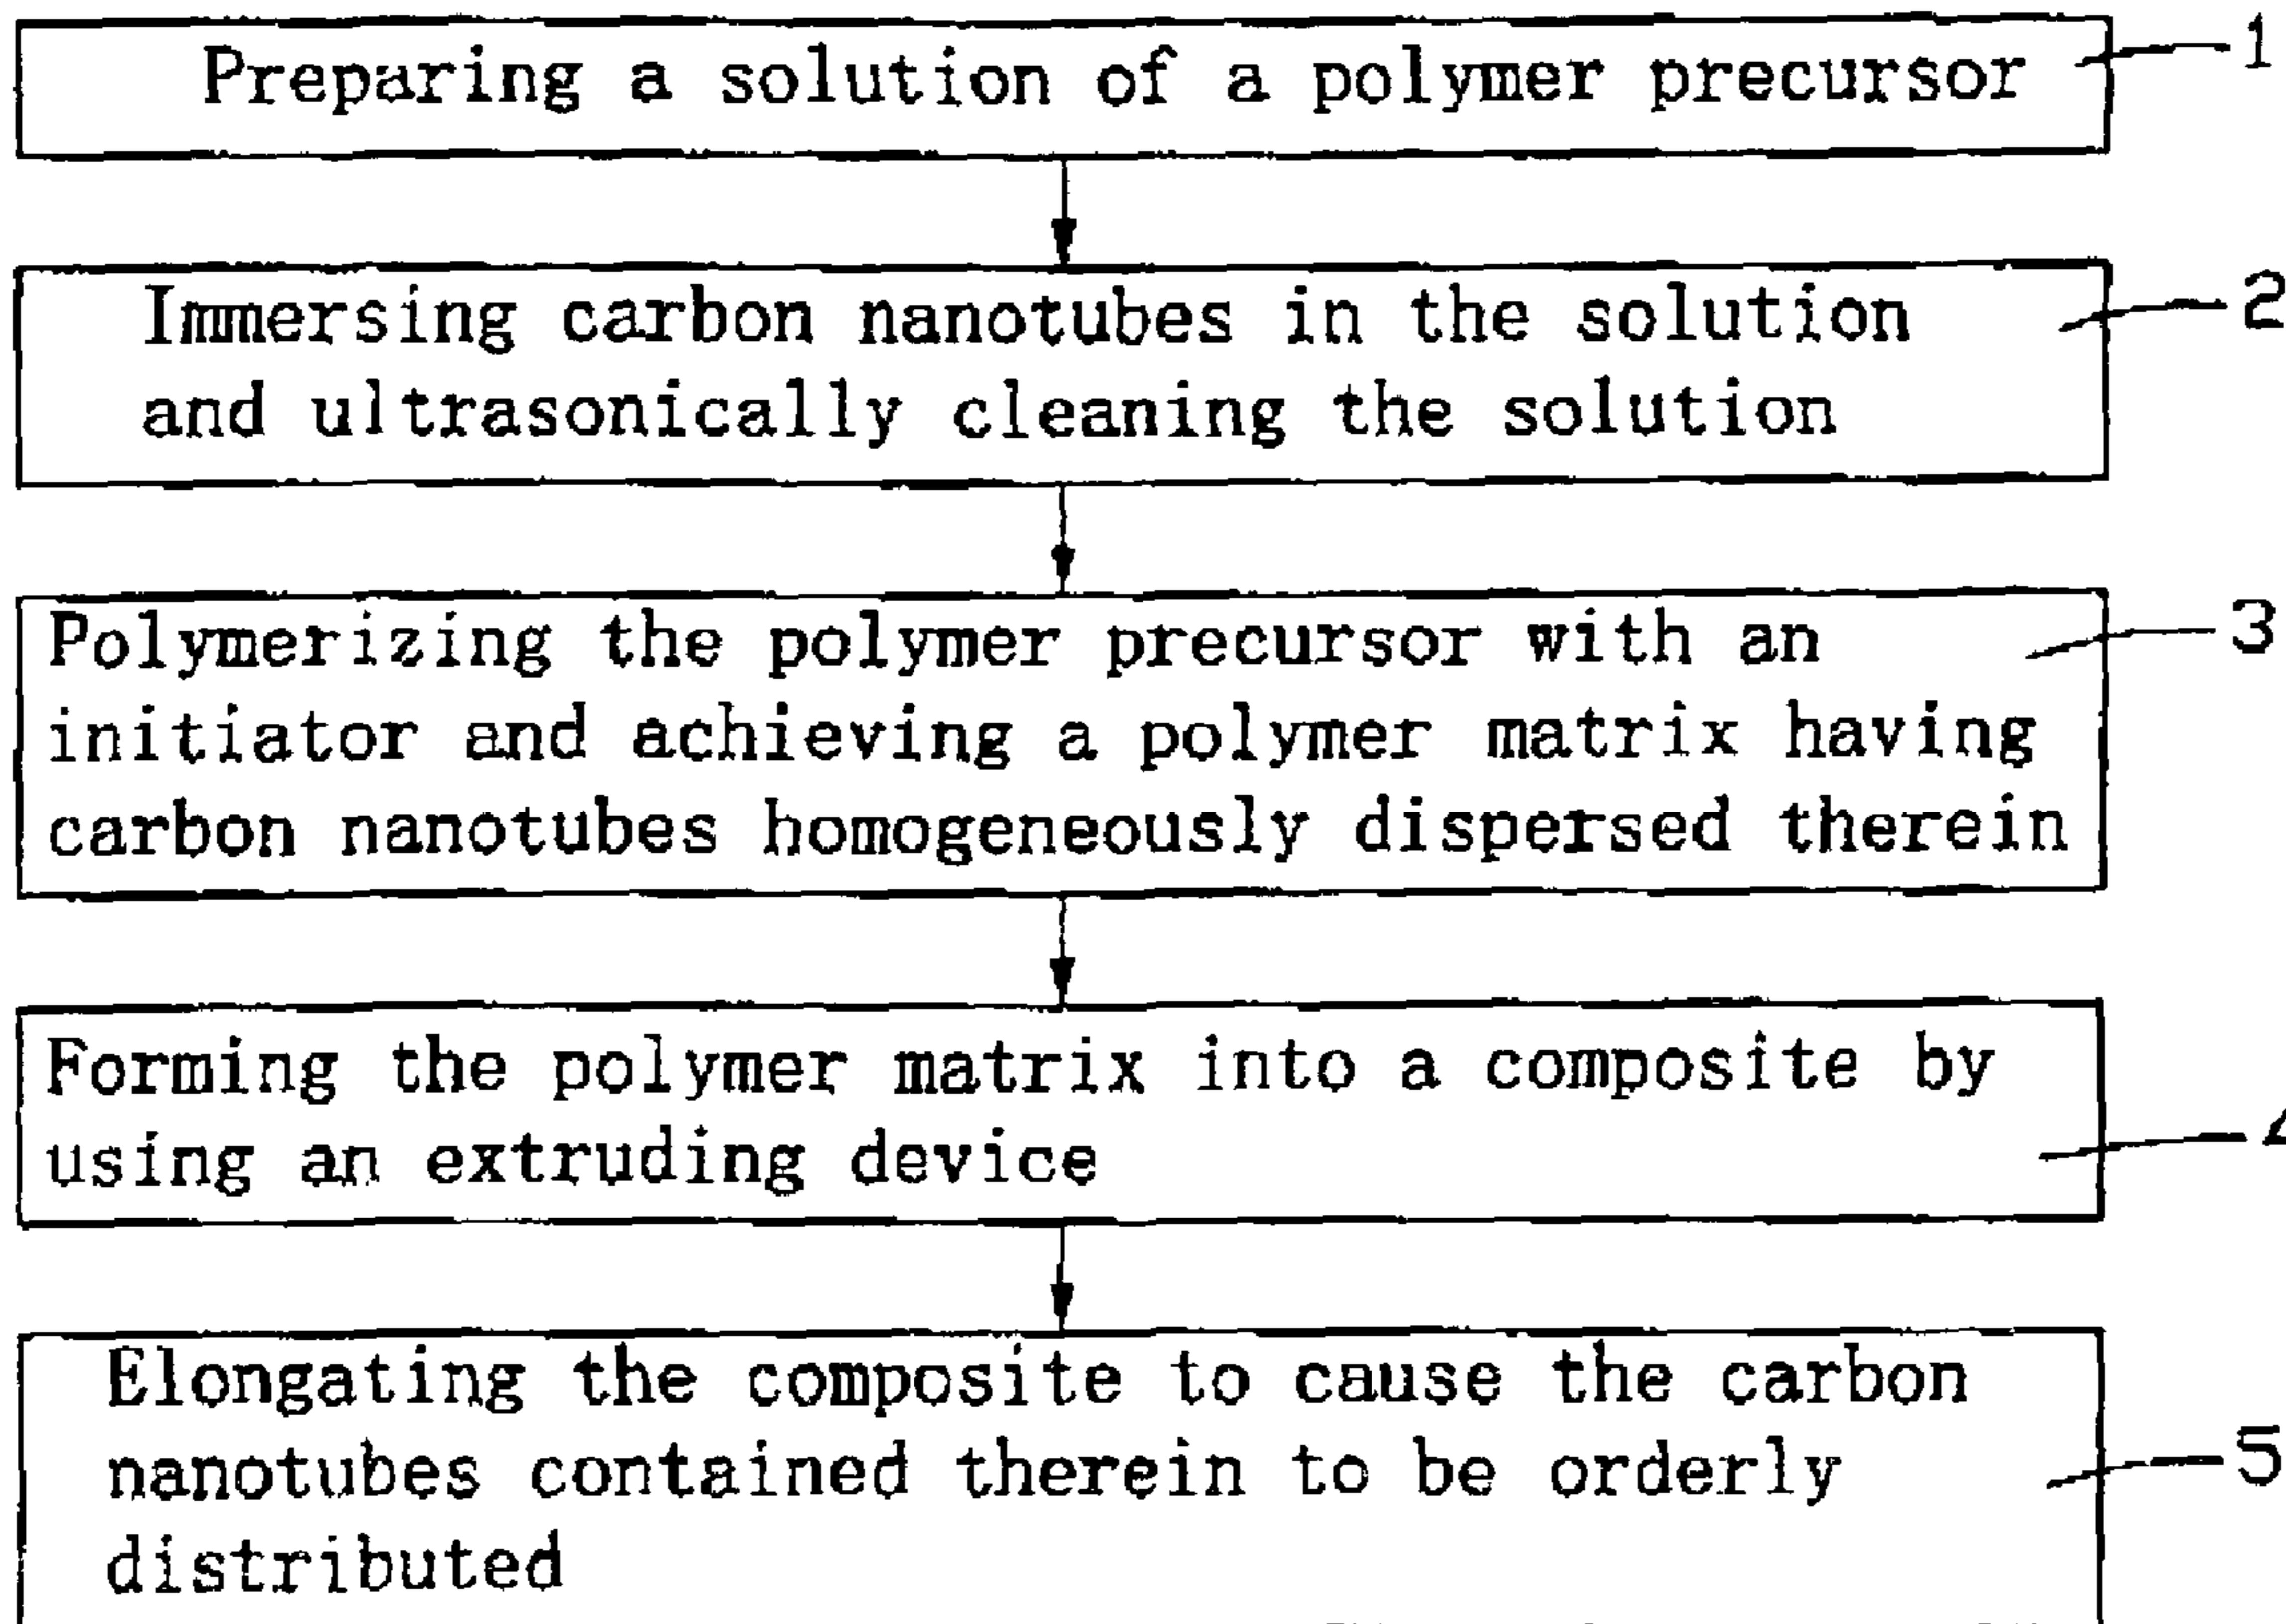 Preparing a solution of a polymer precursor
1
Immersing carbon nanotubes in the solution
and ultrasonically cleaning the solution
2
Polymerizing the polymer precursor with an
initiator and achieving a polymer matrix having
carbon nanotubes homogeneously dispersed therein
3
Forming the polymer matrix into a composite by
using an extruding device
Elongating the composite to cause the carbon
nanotubes contained therein to be orderly
distributed
5